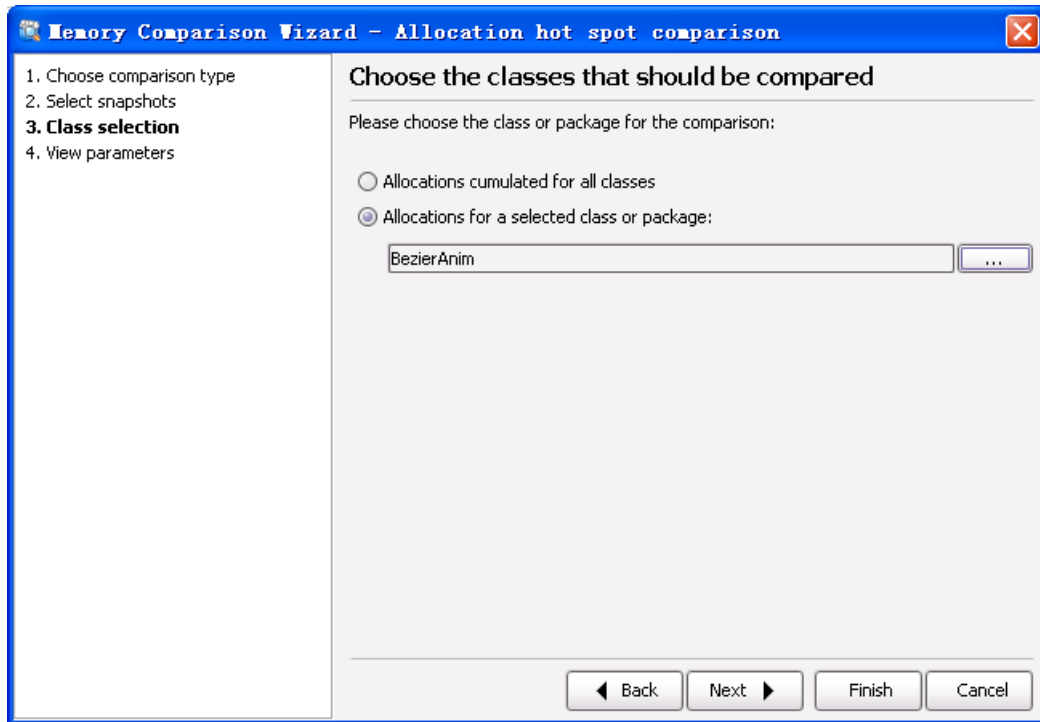 Memory Comparison Wizard - Allocation hot spot comparison
1. Choose comparison type
2. Select snapshots
3. Class selection
4. View parameters
Choose the classes that should be compared
Please choose the class or package for the comparison:
Allocations cumulated for all classes
Allocations for a selected class or package:
BezierAnim
...
Back
Next
Finish
Cancel